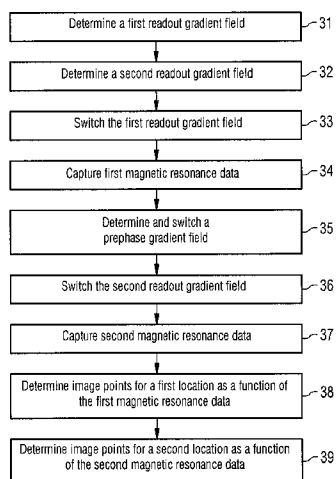 Determine a first readout gradient field 31
Determine a second readout gradient field 32
Switch the first readout gradient field 33
Capture first magnetic resonance data 34
Determine and switch a
prephase gradient field 35
Switch the second readout gradient field 36
Capture second magnetic resonance data 37
Determine image points for a first location as a function of
the first magnetic resonance data 38
Determine image points for a second location as a function
of the second magnetic resonance data 39